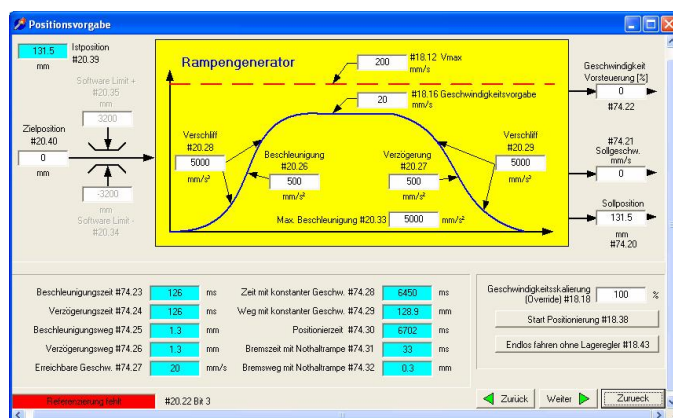 Positionsvorgabe
131.5
Istposition
#20.39
mm
Software Limit +
#20.35
mm
3200
Zielposition
#20.40
0
mm
-3200
mm
Software Limit -
#20.34
Rampengenerator
200
#18.12 Vmax
mm/s
20
#18.16 Geschwindigkeitsvorgabe
mm/s
Verschliff
#20.28
5000
mm/s³
Beschleunigung
#20.26
500
mm/s²
Verzögerung
#20.27
500
mm/s²
Verschliff
#20.29
5000
mm/s³
Max. Beschleunigung #20.33
5000
mm/s²
Geschwindigkeit
Vorsteuerung [%]
0
#74.22
#74.21
Sollgeschw.
mm/s
0
Sollposition
131.5
mm
#74.20
Beschleunigungszeit #74.23 126 ms
Verzögerungszeit #74.24 126 ms
Beschleunigungsweg #74.25 1.3 mm
Verzögerungsweg #74.26 1.3 mm
Erreichbare Geschw. #74.27 20 mm/s
Zeit mit konstanter Geschw. #74.28 6450 ms
Weg mit konstanter Geschw. #74.29 128.9 mm
Positionierzeit #74.30 6702 ms
Bremszeit mit Nothaltrampe #74.31 33 ms
Bremsweg mit Nothaltrampe #74.32 0.3 mm
Geschwindigkeitsskalierung
(Override) #18.18
100 %
Start Positionierung #18.38
Endlos fahren ohne Lageregler #18.43
Referenzierung fehlt
#20.22 Bit 3
Zurück
Weiter
Zurueck